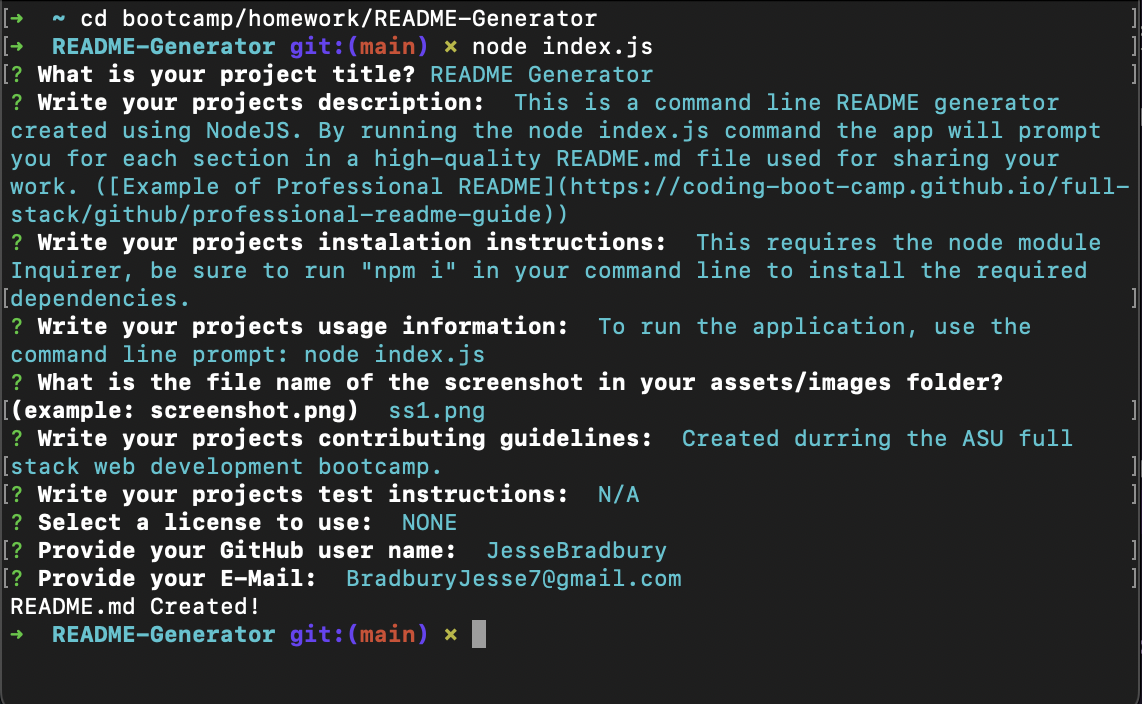 [➜  ~ cd bootcamp/homework/README-Generator ]
[➜  README-Generator git:(main) ✗ node index.js ]
[? What is your project title? README Generator ]
? Write your projects description:  This is a command line README generator
created using NodeJS. By running the node index.js command the app will prompt
you for each section in a high-quality README.md file used for sharing your
work. ([Example of Professional README](https://coding-boot-camp.github.io/full-
stack/github/professional-readme-guide))
? Write your projects instalation instructions:  This requires the node module
Inquirer, be sure to run "npm i" in your command line to install the required
[dependencies. ]
? Write your projects usage information:  To run the application, use the
command line prompt: node index.js
? What is the file name of the screenshot in your assets/images folder?
[(example: screenshot.png)  ss1.png ]
? Write your projects contributing guidelines:  Created durring the ASU full
[stack web development bootcamp. ]
[? Write your projects test instructions:  N/A ]
? Select a license to use:  NONE
[? Provide your GitHub user name:  JesseBradbury ]
[? Provide your E-Mail:  BradburyJesse7@gmail.com ]
README.md Created!
➜  README-Generator git:(main) ✗